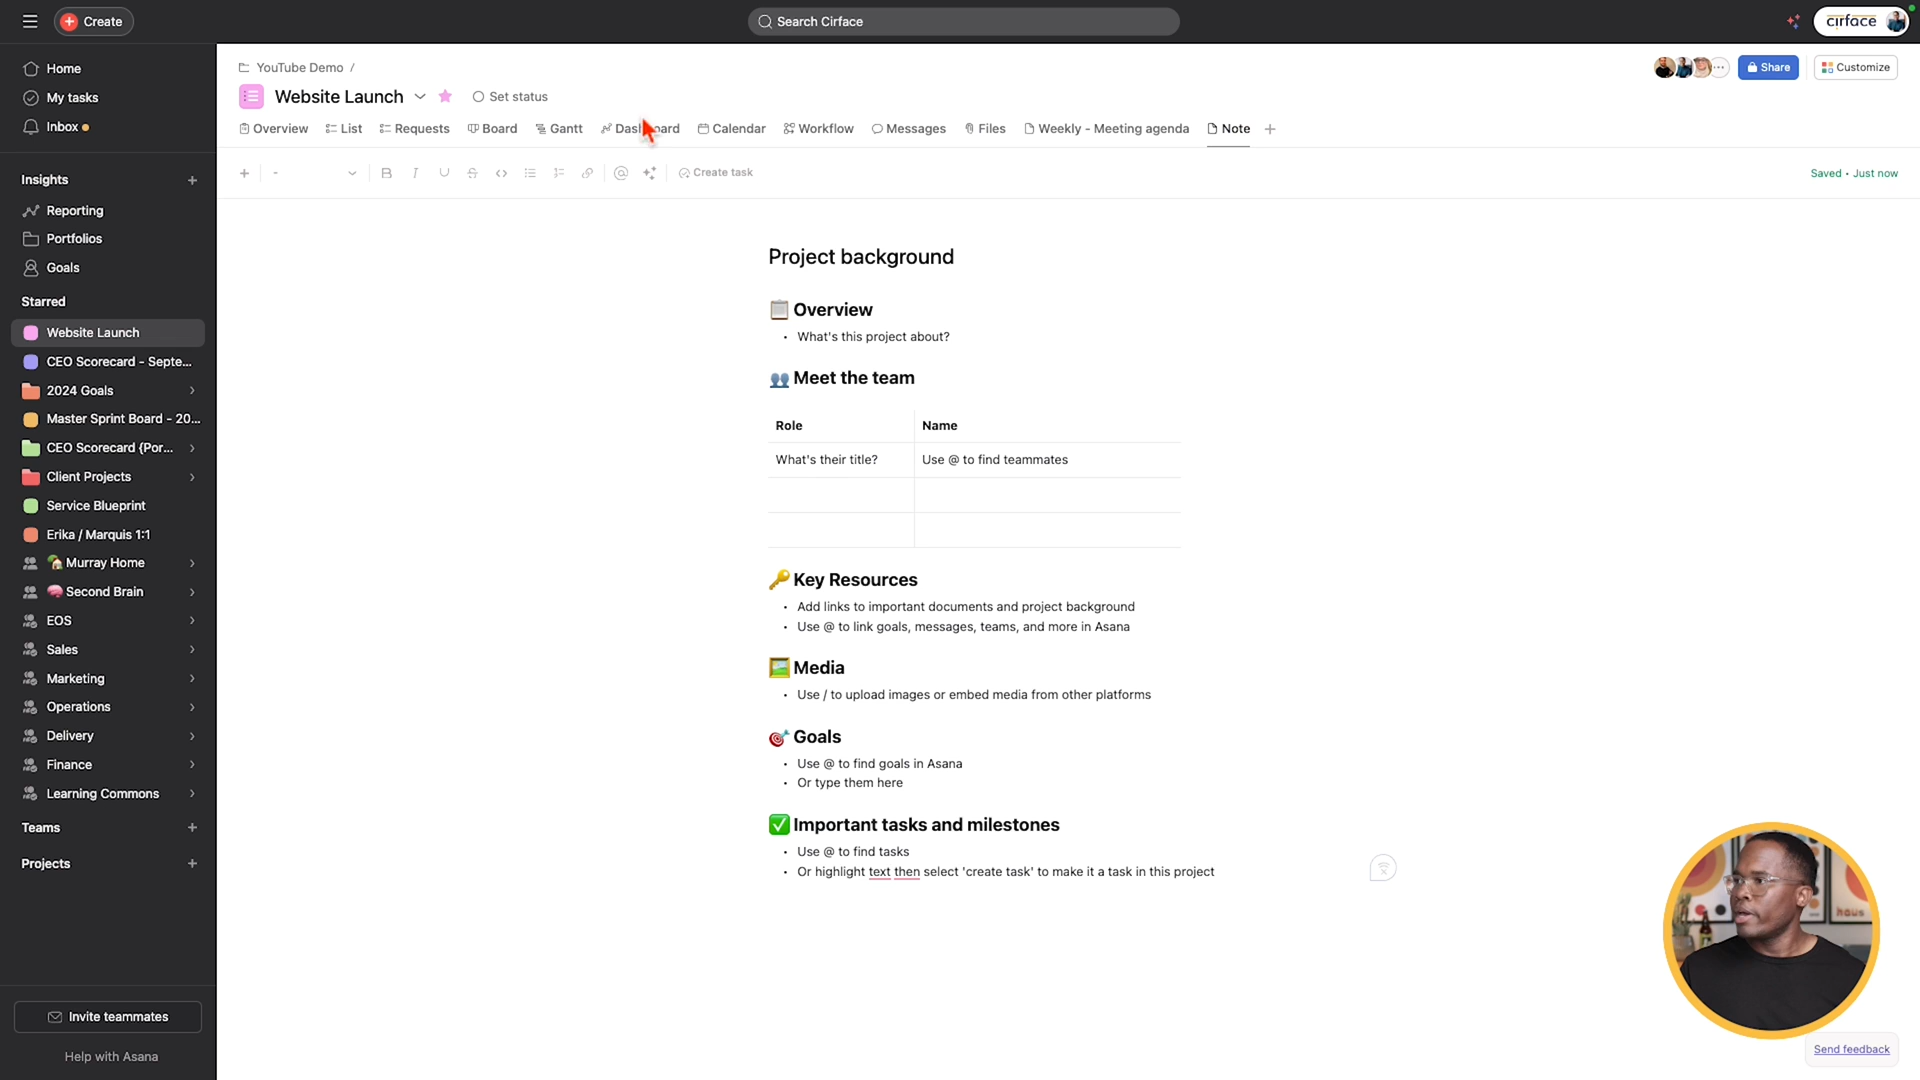 Create
Search Cirface
cirface
Home
My tasks
Inbox
Insights
Reporting
Portfolios
Goals
Starred
Website Launch
CEO Scorecard - Septe...
2024 Goals
Master Sprint Board - 20...
CEO Scorecard {Por...
Client Projects
Service Blueprint
Erika / Marquis 1:1
Murray Home
Second Brain
EOS
Sales
Marketing
Operations
Delivery
Finance
Learning Commons
Teams
Projects
Invite teammates
Help with Asana
YouTube Demo /
Share
Customize
Website Launch
Set status
Overview List Requests Board Gantt Dashboard Calendar Workflow Messages Files Weekly - Meeting agenda Note
Create task
Saved • Just now
Project background
Overview
• What's this project about?
Meet the team
Role Name
What's their title? Use @ to find teammates
Key Resources
• Add links to important documents and project background
• Use @ to link goals, messages, teams, and more in Asana
Media
• Use / to upload images or embed media from other platforms
Goals
• Use @ to find goals in Asana
• Or type them here
Important tasks and milestones
• Use @ to find tasks
• Or highlight text then select 'create task' to make it a task in this project
haus
Send feedback